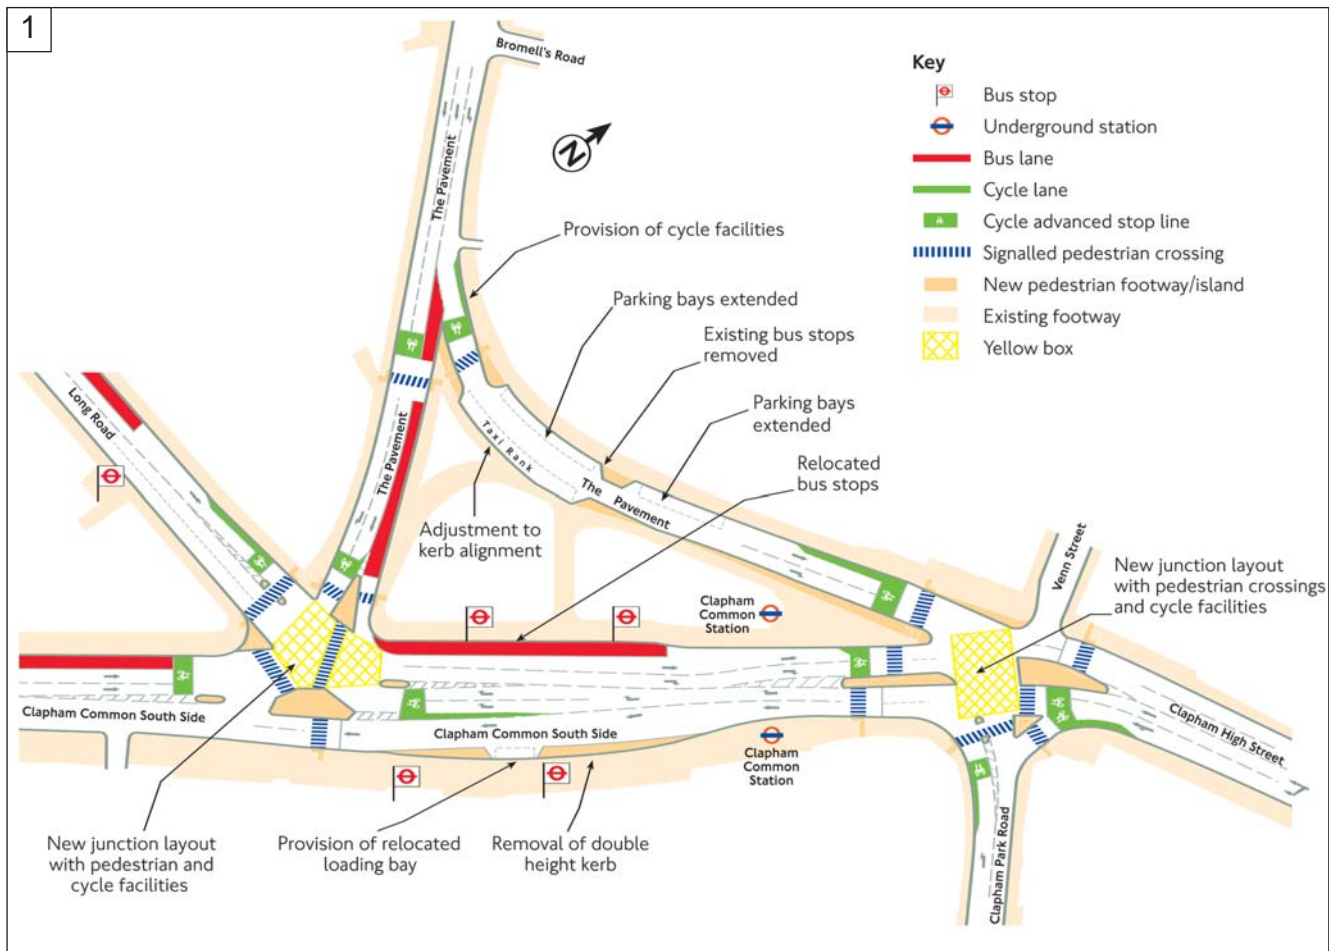 1
Bromell's Road
The Pavement
N
Key
Bus stop
Underground station
Bus lane
Cycle lane
Cycle advanced stop line
Signalled pedestrian crossing
New pedestrian footway/island
Existing footway
Yellow box
Provision of cycle facilities
Parking bays extended
Existing bus stops
removed
Parking bays
extended
Relocated
bus stops
Long Road
The Pavement
Taxi Rank
The Pavement
Adjustment to
kerb alignment
Venn Street
New junction layout
with pedestrian crossings
and cycle facilities
Clapham
Common
Station
Clapham Common South Side
Clapham Common South Side
Clapham
Common
Station
Clapham High Street
Clapham Park Road
New junction layout
with pedestrian and
cycle facilities
Provision of relocated
loading bay
Removal of double
height kerb